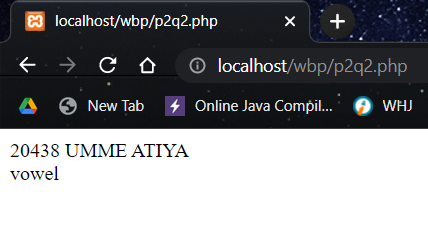 localhost/wbp/p2q2.php
localhost/wbp/p2q2.php
New Tab
Online Java Compil...
WHJ
20438 UMME ATIYA
vowel